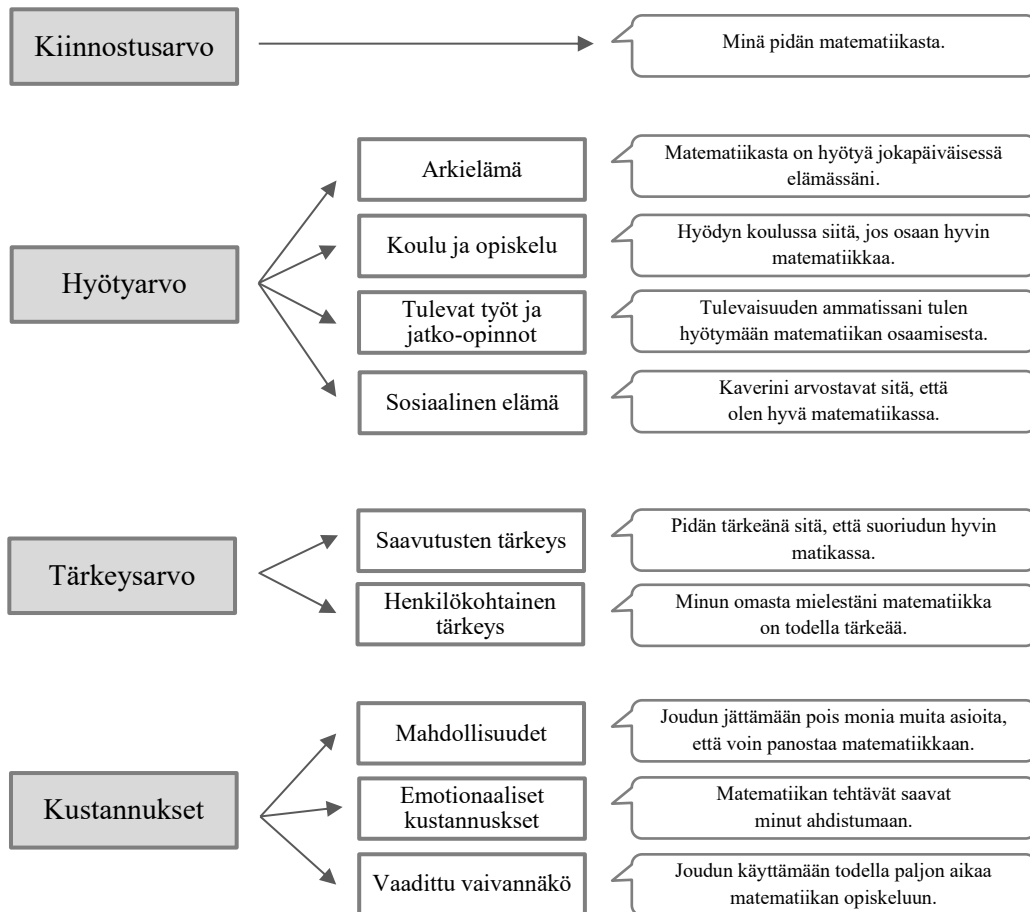 Kiinnostusarvo
Minä pidän matematiikasta.
Hyötyarvo
Arkielämä
Matematiikasta on hyötyä jokapäiväisessä
elämässäni.
Koulu ja opiskelu
Hyödyn koulussa siitä, jos osaan hyvin
matematiikkaa.
Tulevat työt ja
jatko-opinnot
Tulevaisuuden ammatissani tulen
hyötymään matematiikan osaamisesta.
Sosiaalinen elämä
Kaverini arvostavat sitä, että
olen hyvä matematiikassa.
Tärkeysarvo
Saavutusten tärkeys
Pidän tärkeänä sitä, että suoriudun hyvin
matikassa.
Henkilökohtainen
tärkeys
Minun omasta mielestäni matematiikka
on todella tärkeää.
Kustannukset
Mahdollisuudet
Joudun jättämään pois monia muita asioita,
että voin panostaa matematiikkaan.
Emotionaaliset
kustannuskset
Matematiikan tehtävät saavat
minut ahdistumaan.
Vaadittu vaivannäkö
Joudun käyttämään todella paljon aikaa
matematiikan opiskeluun.